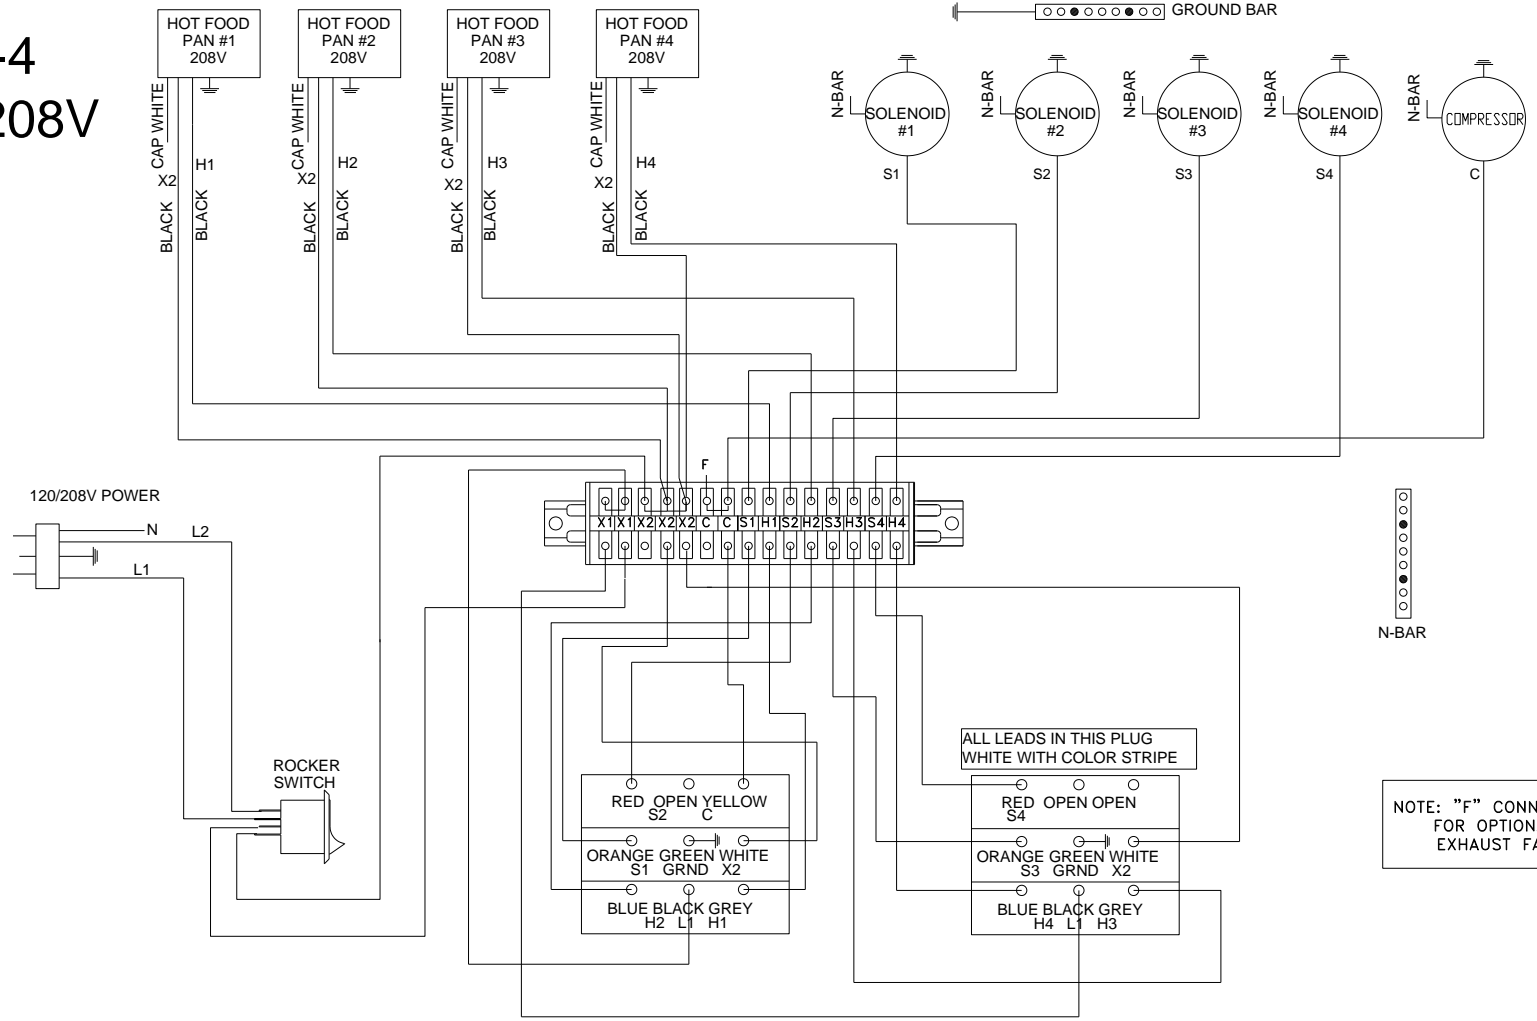 -4
208V
HOT FOOD
PAN #1
208V
HOT FOOD
PAN #2
208V
HOT FOOD
PAN #3
208V
HOT FOOD
PAN #4
208V
GROUND BAR
CAP WHITE
X2
H1
BLACK
BLACK
CAP WHITE
X2
H2
BLACK
BLACK
CAP WHITE
X2
H3
BLACK
BLACK
CAP WHITE
X2
H4
BLACK
BLACK
N-BAR
SOLENOID
#1
S1
N-BAR
SOLENOID
#2
S2
N-BAR
SOLENOID
#3
S3
N-BAR
SOLENOID
#4
S4
N-BAR
COMPRESSOR
C
F
X1 X1 X2 X2 X2 C C S1 H1 S2 H2 S3 H3 S4 H4
120/208V POWER
N
L2
L1
N-BAR
ROCKER
SWITCH
RED OPEN YELLOW
S2 C
ORANGE GREEN WHITE
S1 GRND X2
BLUE BLACK GREY
H2 L1 H1
ALL LEADS IN THIS PLUG
WHITE WITH COLOR STRIPE
RED OPEN OPEN
S4
ORANGE GREEN WHITE
S3 GRND X2
BLUE BLACK GREY
H4 L1 H3
NOTE: "F" CONN
FOR OPTION
EXHAUST FA